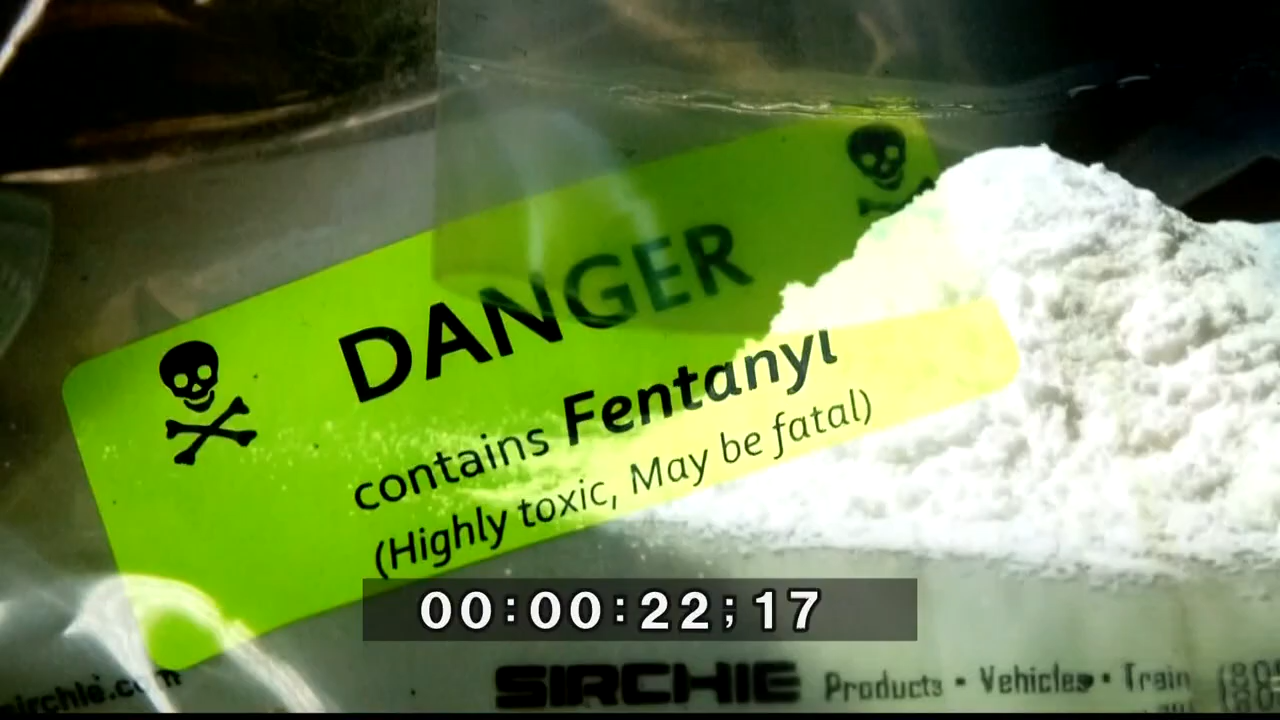 DANGER
contains Fentanyl
(Highly toxic, May be fatal)
00:00:22;17
sirchie.com
SIRCHIE Products • Vehicles • Train